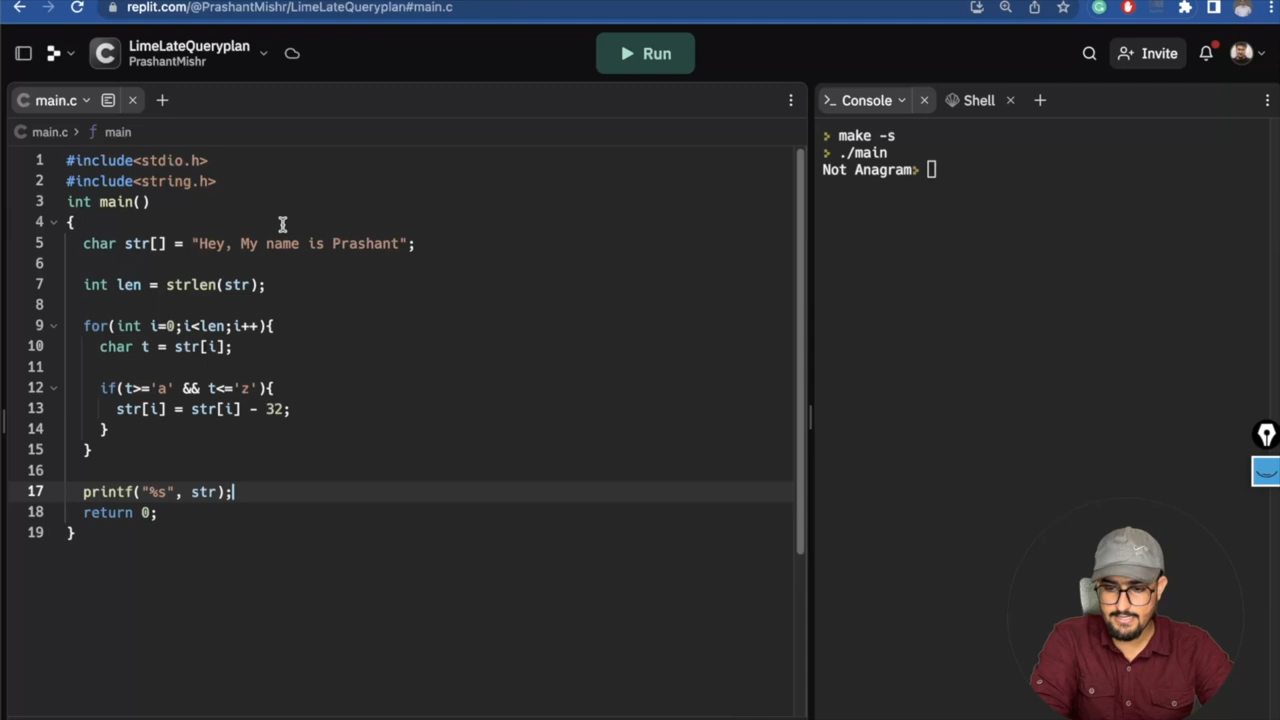 replit.com/@PrashantMishr/LimeLateQueryplan#main.c
C
LimeLateQueryplan
PrashantMishr
Run
Invite
C main.c
main.c > f main
1 #include<stdio.h>
2 #include<string.h>
3 int main()
4 {
5 char str[] = "Hey, My name is Prashant";
6
7 int len = strlen(str);
8
9 for(int i=0;i<len;i++){
10 char t = str[i];
11
12 if(t>='a' && t<='z'){
13 str[i] = str[i] - 32;
14 }
15 }
16
17 printf("%s", str);
18 return 0;
19 }
>_ Console
Shell
> make -s
> ./main
Not Anagram>